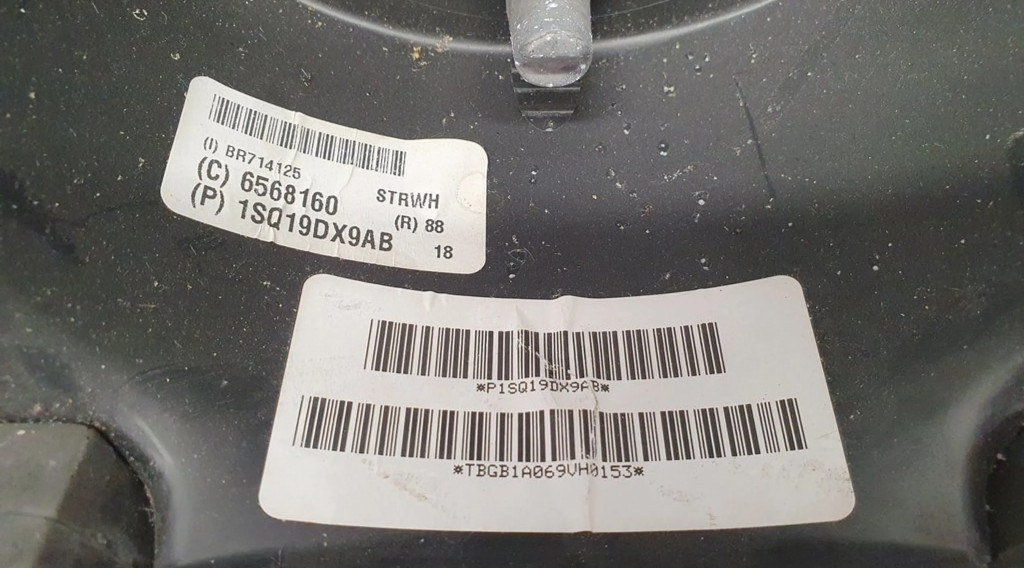 (I) BR714125
(C) 6568160 STRWH
(P) 1SQ19DX9AB (R) 88
18
*P1SQ19DX9AB*
*TBGB1A069VH0153*